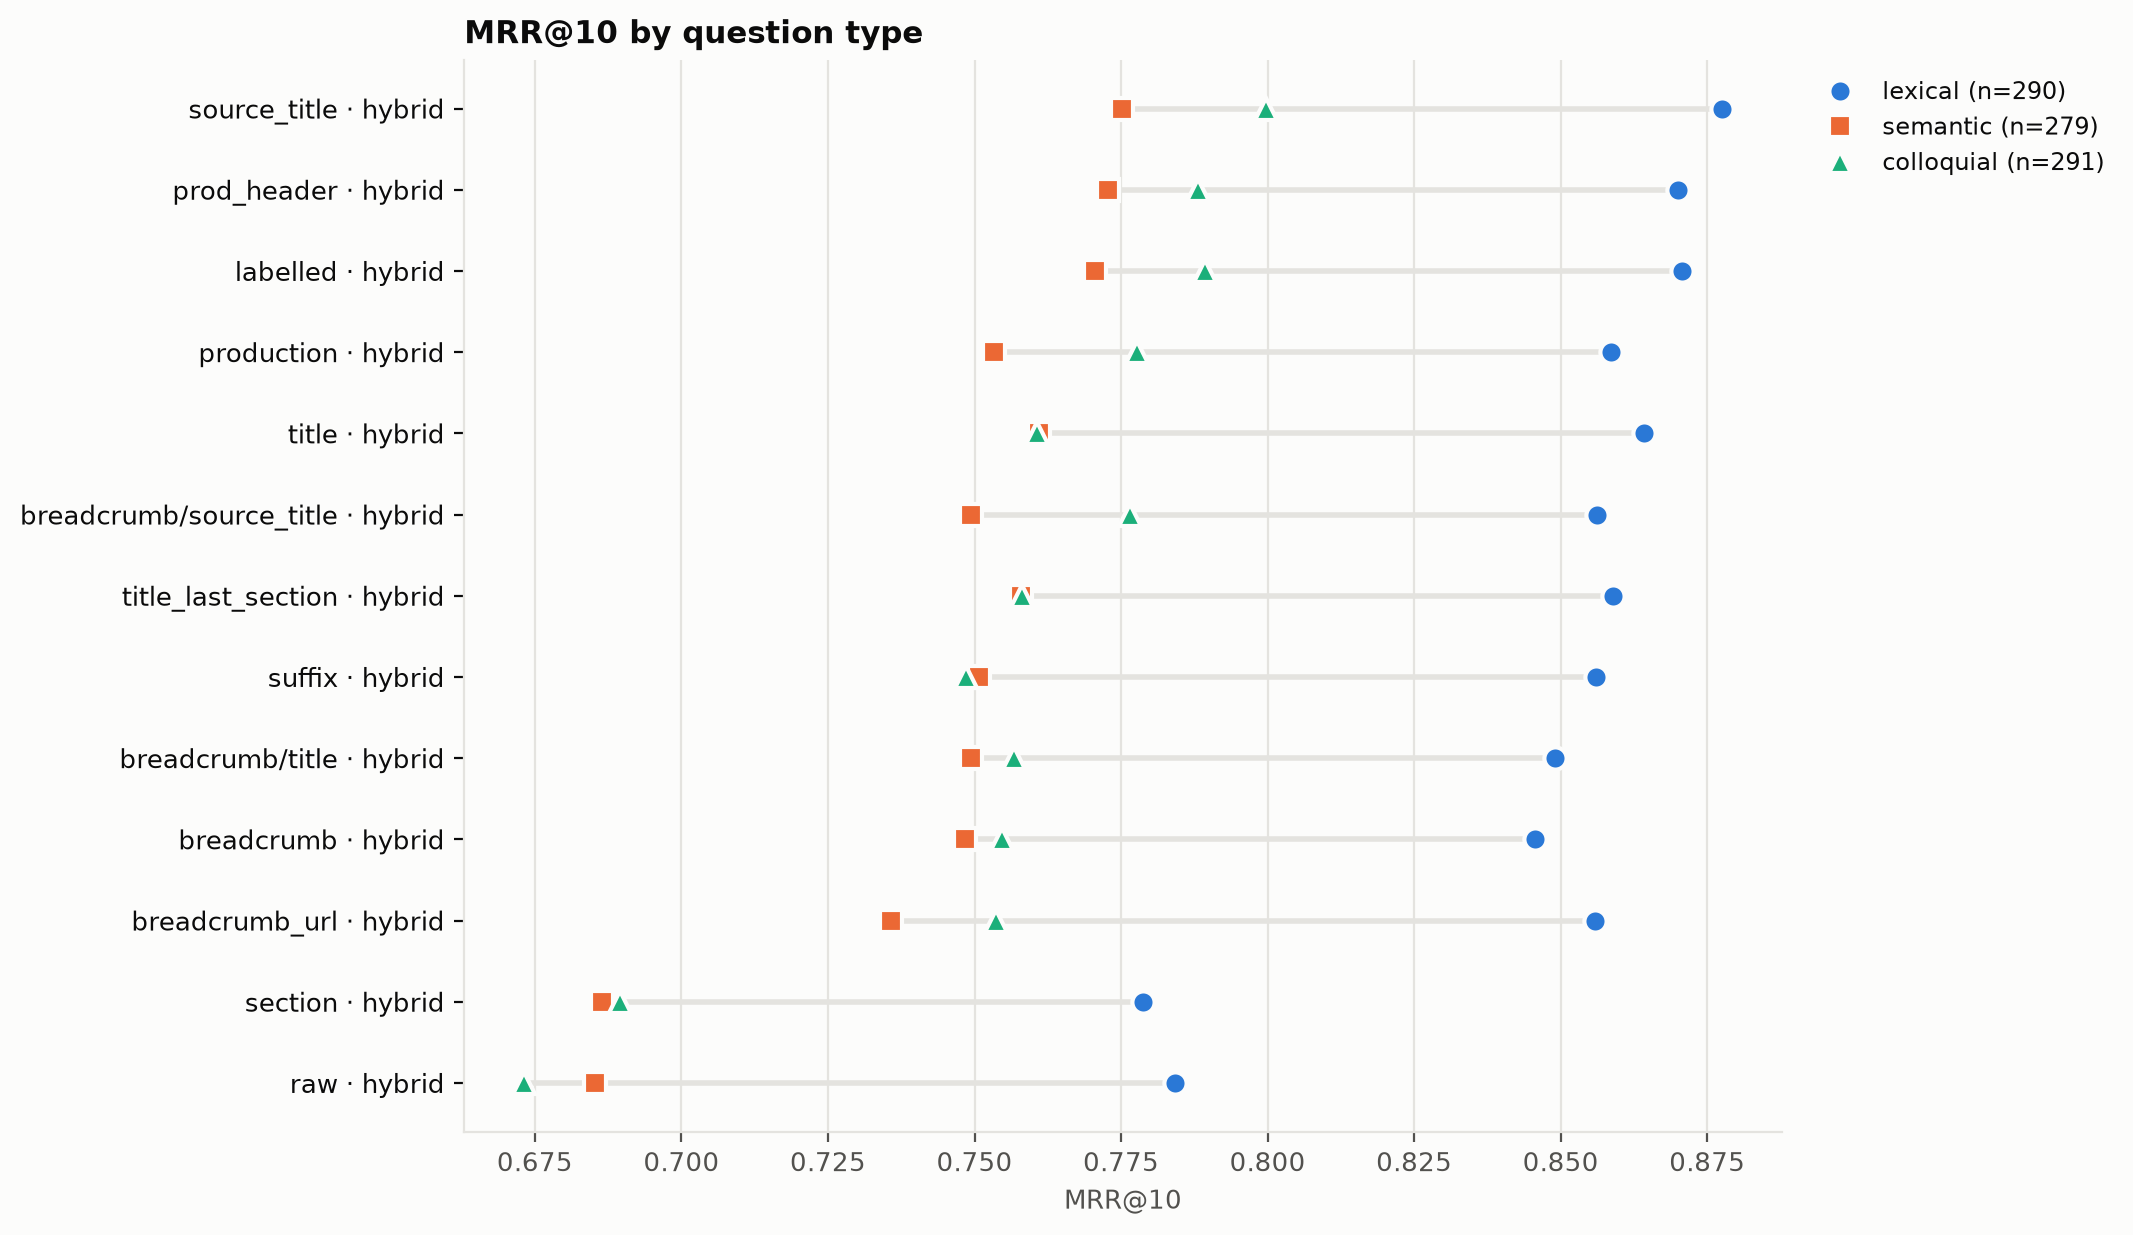 MRR@10 by question type
source_title · hybrid
prod_header · hybrid
labelled · hybrid
production · hybrid
title · hybrid
breadcrumb/source_title · hybrid
title_last_section · hybrid
suffix · hybrid
breadcrumb/title · hybrid
breadcrumb · hybrid
breadcrumb_url · hybrid
section · hybrid
raw · hybrid
0.675 0.700 0.725 0.750 0.775 0.800 0.825 0.850 0.875
MRR@10
lexical (n=290)
semantic (n=279)
colloquial (n=291)